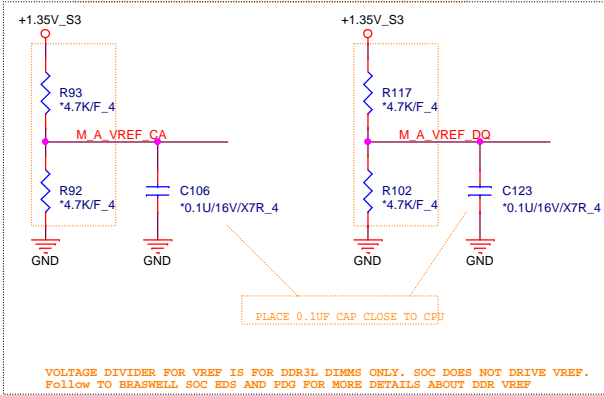 +1.35V_S3
R93
*4.7K/F_4
M_A_VREF_CA
R92
*4.7K/F_4
C106
*0.1U/16V/X7R_4
GND
GND
+1.35V_S3
R117
*4.7K/F_4
M_A_VREF_DQ
R102
*4.7K/F_4
C123
*0.1U/16V/X7R_4
GND
GND
PLACE 0.1UF CAP CLOSE TO CPU
VOLTAGE DIVIDER FOR VREF IS FOR DDR3L DIMMS ONLY. SOC DOES NOT DRIVE VREF.
Follow TO BRASWELL SOC EDS AND PDG FOR MORE DETAILS ABOUT DDR VREF